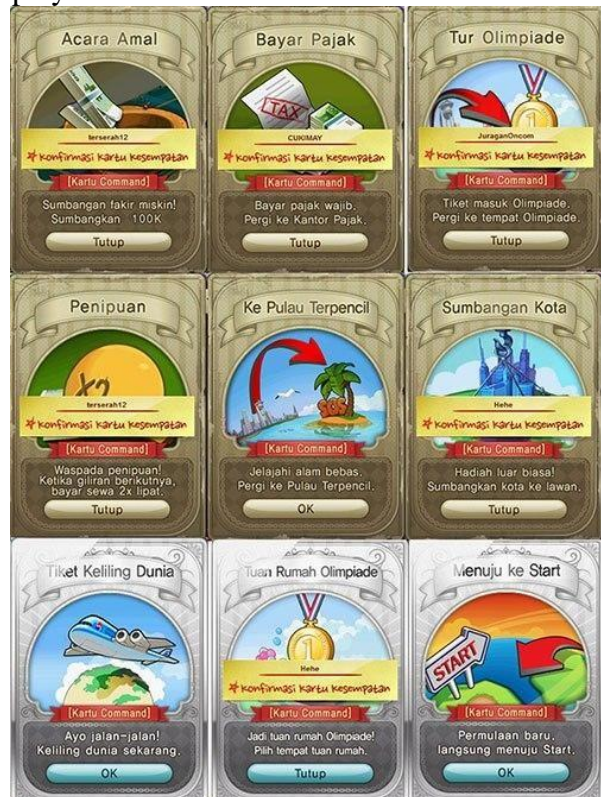 Acara Amal
terserah12
Konfirmasi Kartu Kesempatan
[Kartu Command]
Sumbangan fakir miskin!
Sumbangkan 100K
Tutup
Bayar Pajak
TAX
CUKIMAY
Konfirmasi Kartu Kesempatan
[Kartu Command]
Bayar pajak wajib.
Pergi ke Kantor Pajak.
Tutup
Tur Olimpiade
1
JuraganOncom
Konfirmasi Kartu Kesempatan
[Kartu Command]
Tiket masuk Olimpiade.
Pergi ke tempat Olimpiade.
Tutup
Penipuan
X2
terserah12
Konfirmasi Kartu Kesempatan
[Kartu Command]
Waspada penipuan!
Ketika giliran berikutnya,
bayar sewa 2x lipat.
Tutup
Ke Pulau Terpencil
SOS
[Kartu Command]
Jelajahi alam bebas.
Pergi ke Pulau Terpencil.
OK
Sumbangan Kota
Hehe
Konfirmasi Kartu Kesempatan
[Kartu Command]
Hadiah luar biasa!
Sumbangkan kota ke lawan.
Tutup
Tiket Keliling Dunia
[Kartu Command]
Ayo jalan-jalan!
Keliling dunia sekarang.
OK
Tuan Rumah Olimpiade
1
Hehe
Konfirmasi Kartu Kesempatan
[Kartu Command]
Jadi tuan rumah Olimpiade!
Pilih tempat tuan rumah.
Tutup
Menuju ke Start
START
[Kartu Command]
Permulaan baru,
langsung menuju Start.
OK